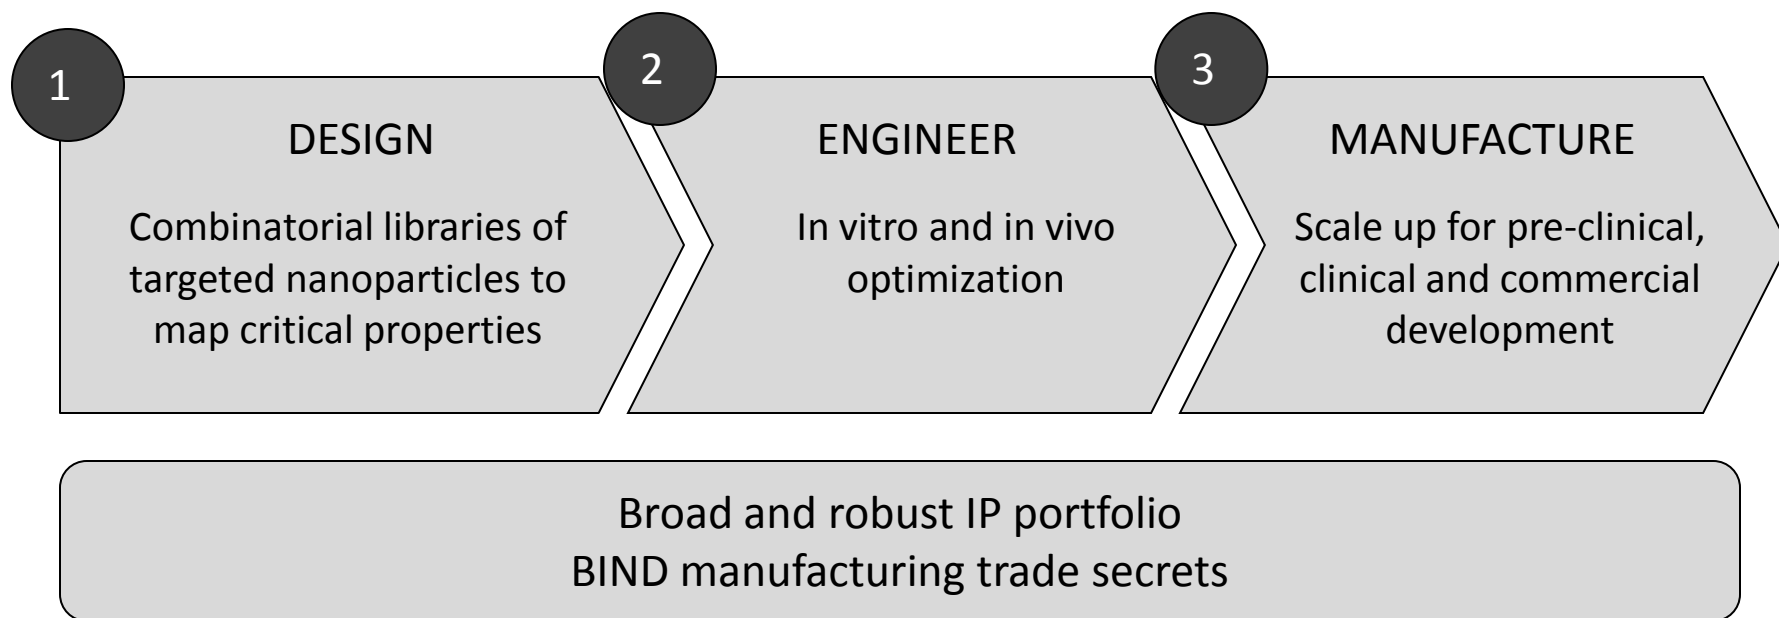 1
DESIGN
Combinatorial libraries of
targeted nanoparticles to
map critical properties
2
ENGINEER
In vitro and in vivo
optimization
3
MANUFACTURE
Scale up for pre-clinical,
clinical and commercial
development
Broad and robust IP portfolio
BIND manufacturing trade secrets